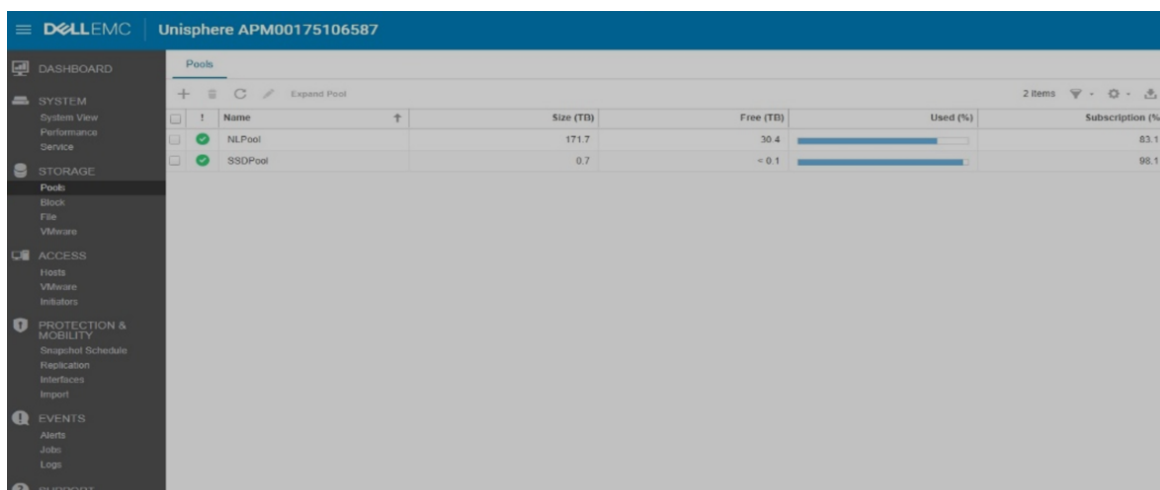 DELLEMC Unisphere APM00175106587
DASHBOARD
SYSTEM
System View
Performance
Service
STORAGE
Pools
Block
File
VMware
ACCESS
Hosts
VMware
Initiators
PROTECTION &
MOBILITY
Snapshot Schedule
Replication
Interfaces
Import
EVENTS
Alerts
Jobs
Logs
SUPPORT
Pools
Expand Pool 2 items
! Name Size (TB) Free (TB) Used (%) Subscription (%
NLPool 171.7 30.4 83.1
SSDPool 0.7 < 0.1 98.1